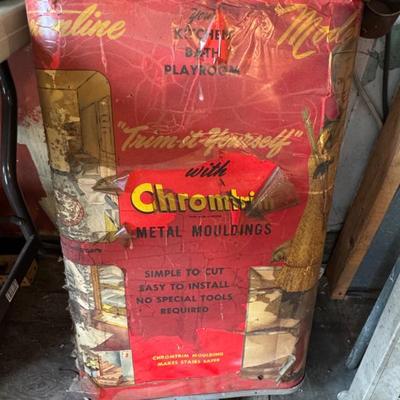 Your
KITCHEN
BATH
PLAYROOM
"Trim-it-Yourself"
with
Chromtrim
METAL MOULDINGS
SIMPLE TO CUT
EASY TO INSTALL
NO SPECIAL TOOLS
REQUIRED
CHROMTRIM MOULDING
MAKES STAIRS SAFER